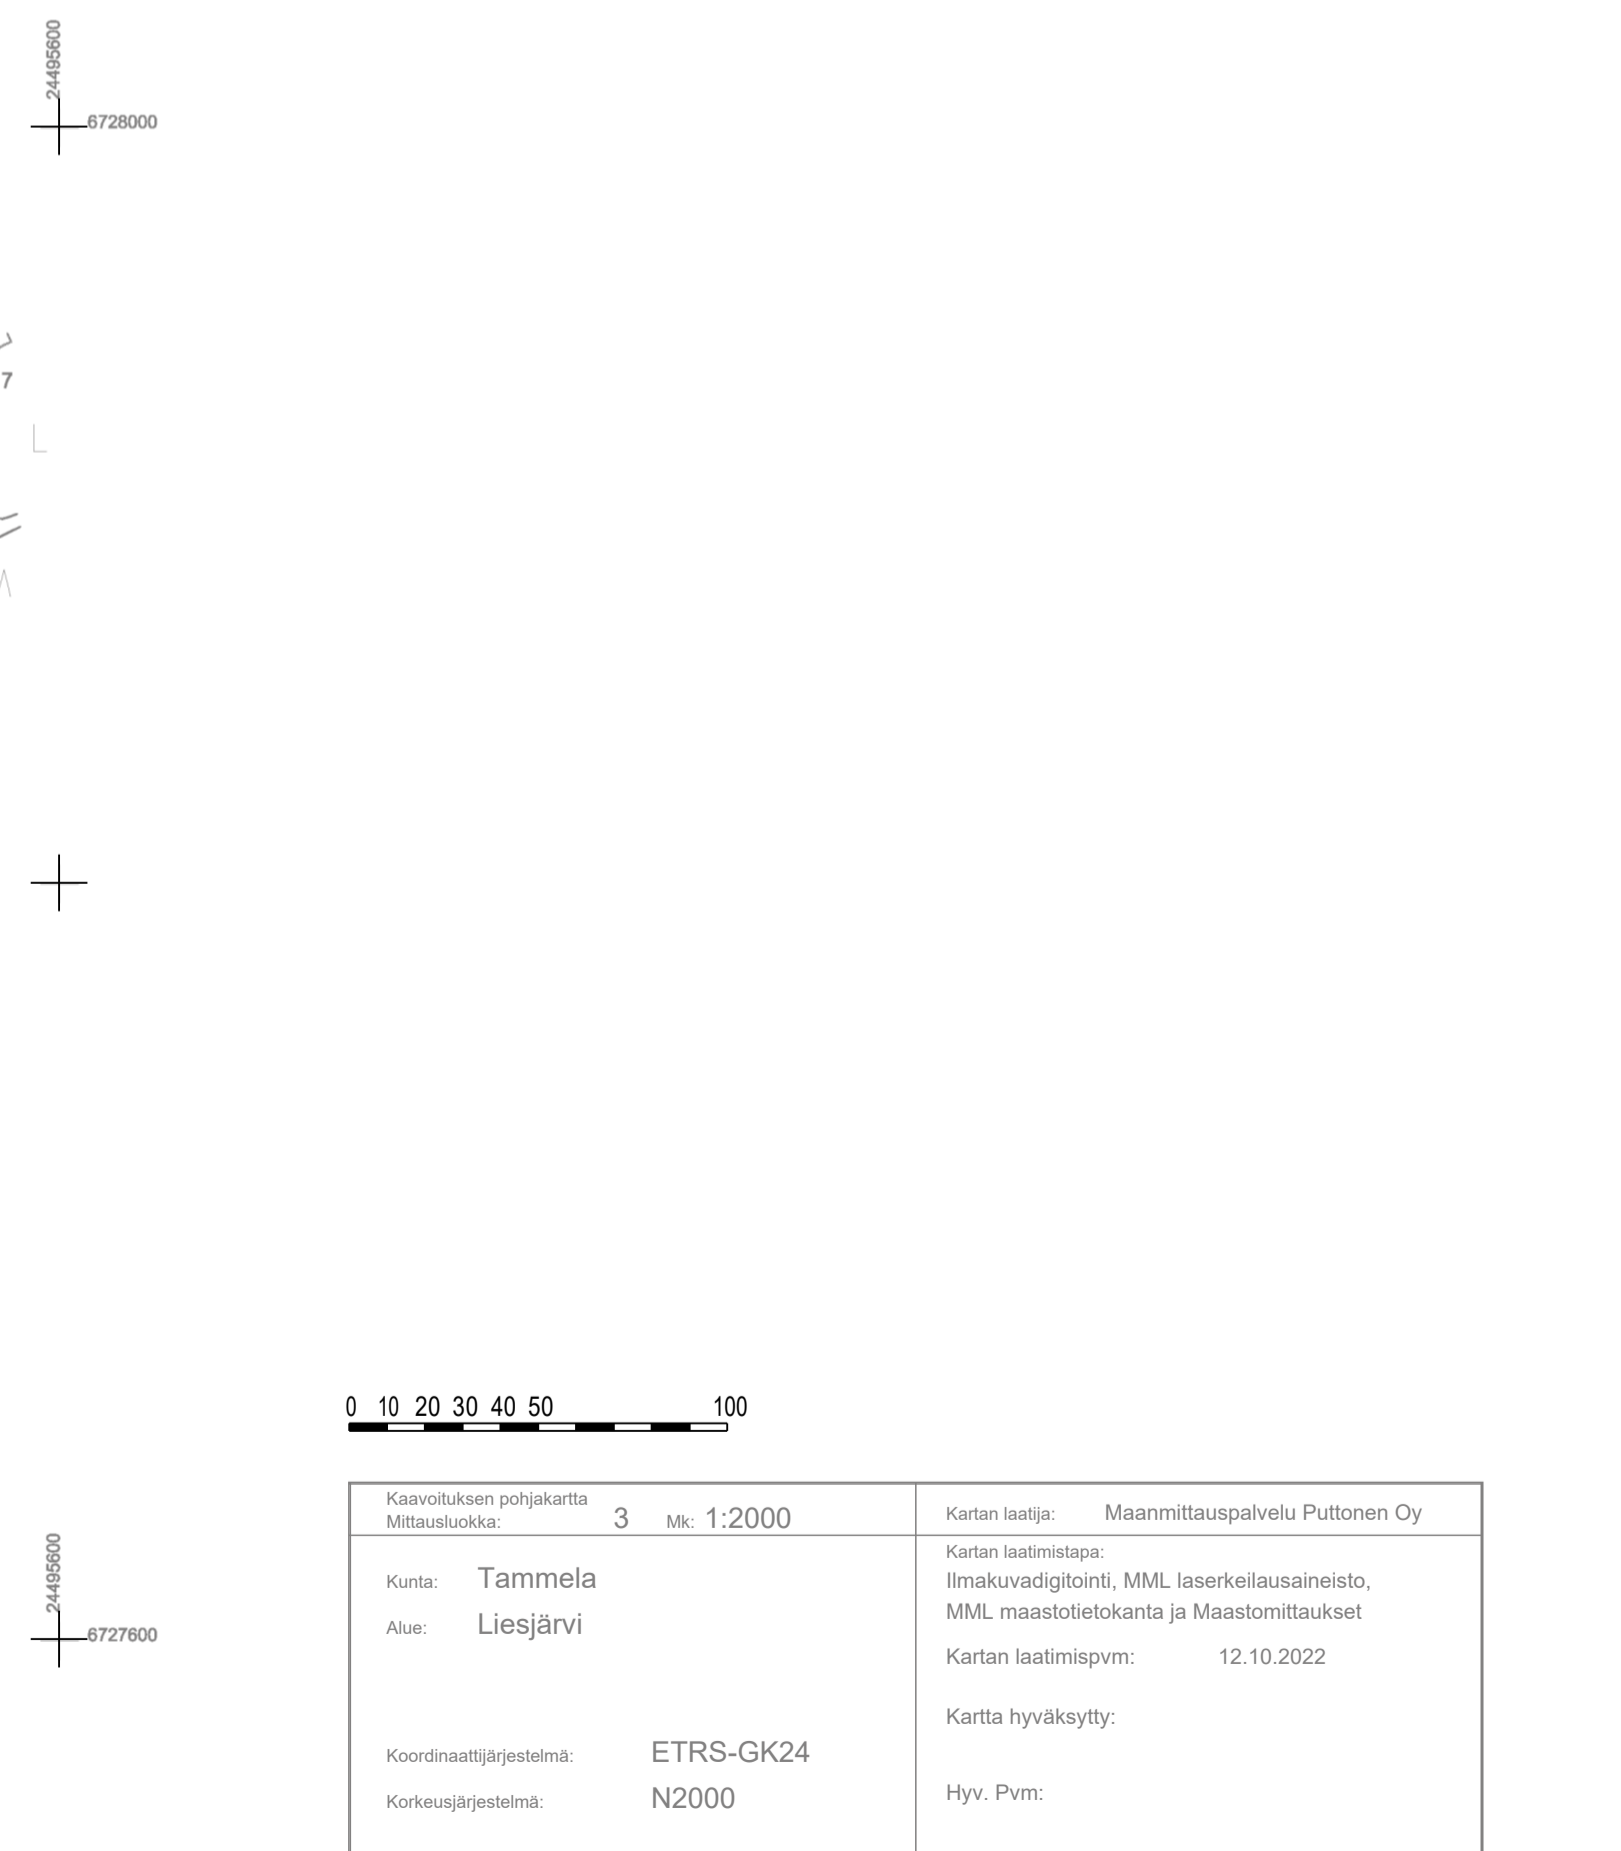 24495600
6728000
7
0 10 20 30 40 50 100
Kaavoituksen pohjakartta
Mittausluokka: 3 Mk: 1:2000
Kartan laatija: Maanmittauspalvelu Puttonen Oy
Kunta: Tammela
Alue: Liesjärvi
Koordinaattijärjestelmä: ETRS-GK24
Korkeusjärjestelmä: N2000
Kartan laatimistapa:
Ilmakuvadigitointi, MML laserkeilausaineisto,
MML maastotietokanta ja Maastomittaukset
Kartan laatimispvm: 12.10.2022
Kartta hyväksytty:
Hyv. Pvm:
24495600
6727600